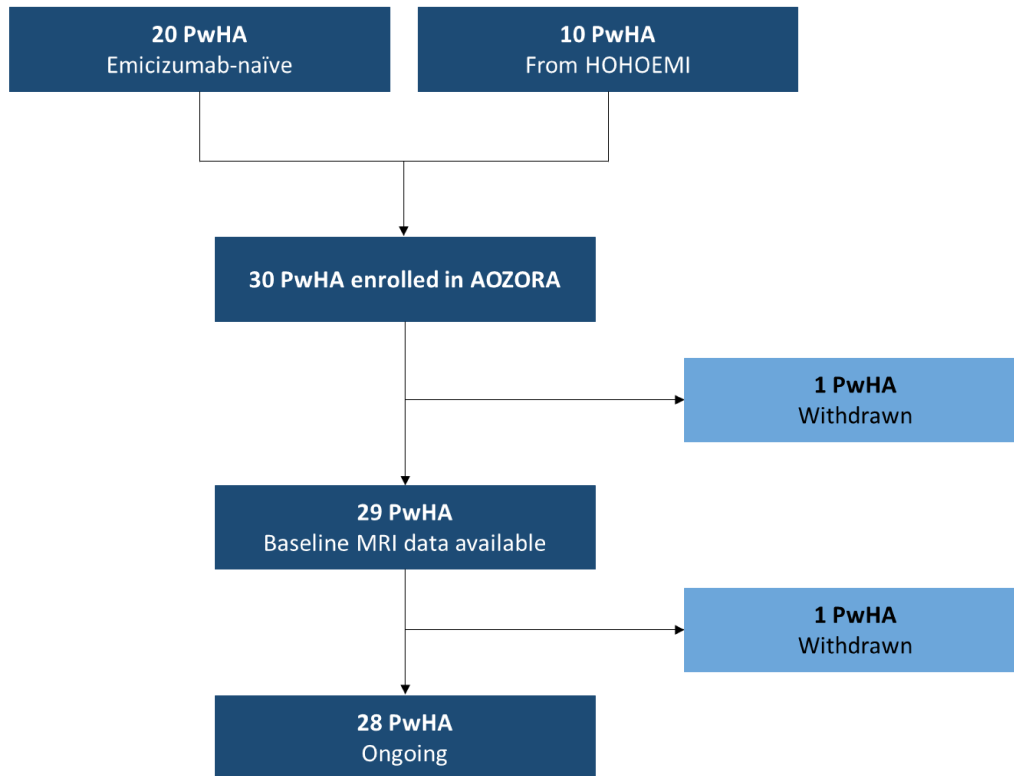 20 PwHA
Emicizumab-naïve
10 PwHA
From HOHOEMI
30 PwHA enrolled in AOZORA
1 PwHA
Withdrawn
29 PwHA
Baseline MRI data available
1 PwHA
Withdrawn
28 PwHA
Ongoing